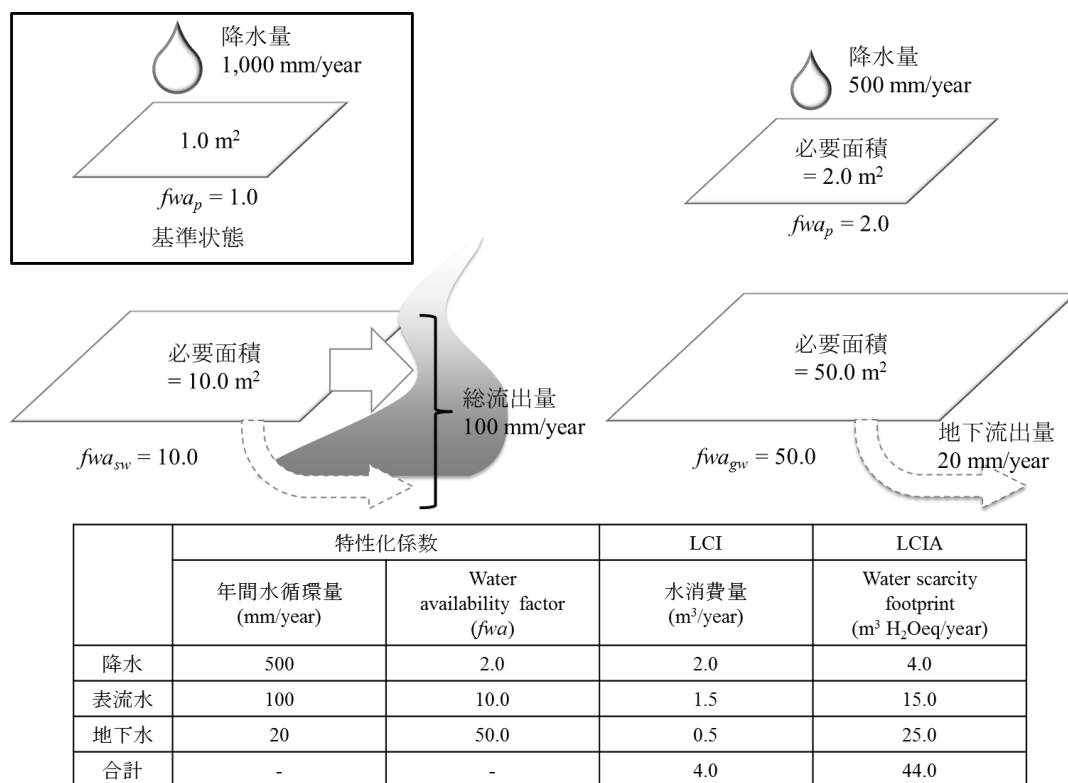 降水量
1,000 mm/year
1.0 m²
fwaₚ = 1.0
基準状態
降水量
500 mm/year
必要面積
= 2.0 m²
fwaₚ = 2.0
必要面積
= 10.0 m²
総流出量
100 mm/year
fwa_sw = 10.0
必要面積
= 50.0 m²
地下流出量
20 mm/year
fwa_gw = 50.0
特性化係数 LCI LCIA
年間水循環量
(mm/year)
Water
availability factor
(fwa)
水消費量
(m³/year)
Water scarcity
footprint
(m³ H₂Oeq/year)
降水 500 2.0 2.0 4.0
表流水 100 10.0 1.5 15.0
地下水 20 50.0 0.5 25.0
合計 - - 4.0 44.0